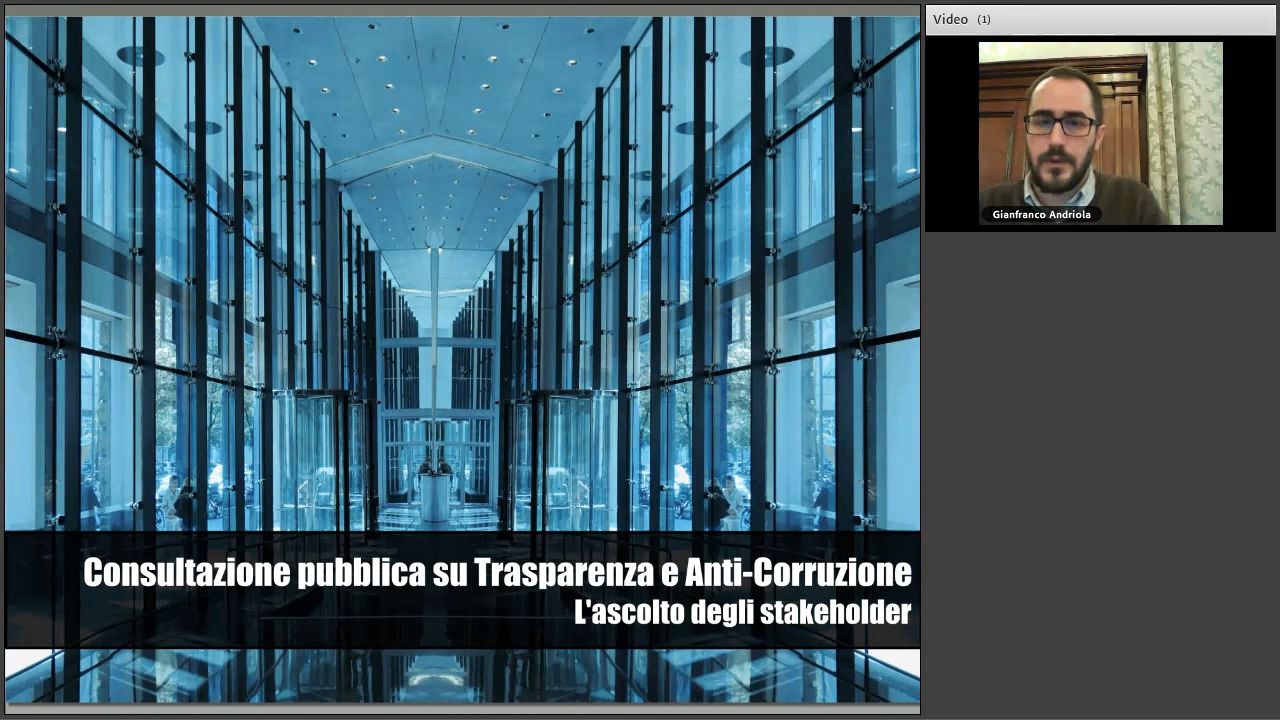 Video (1)
Gianfranco Andriola
Consultazione pubblica su Trasparenza e Anti-Corruzione
L'ascolto degli stakeholder